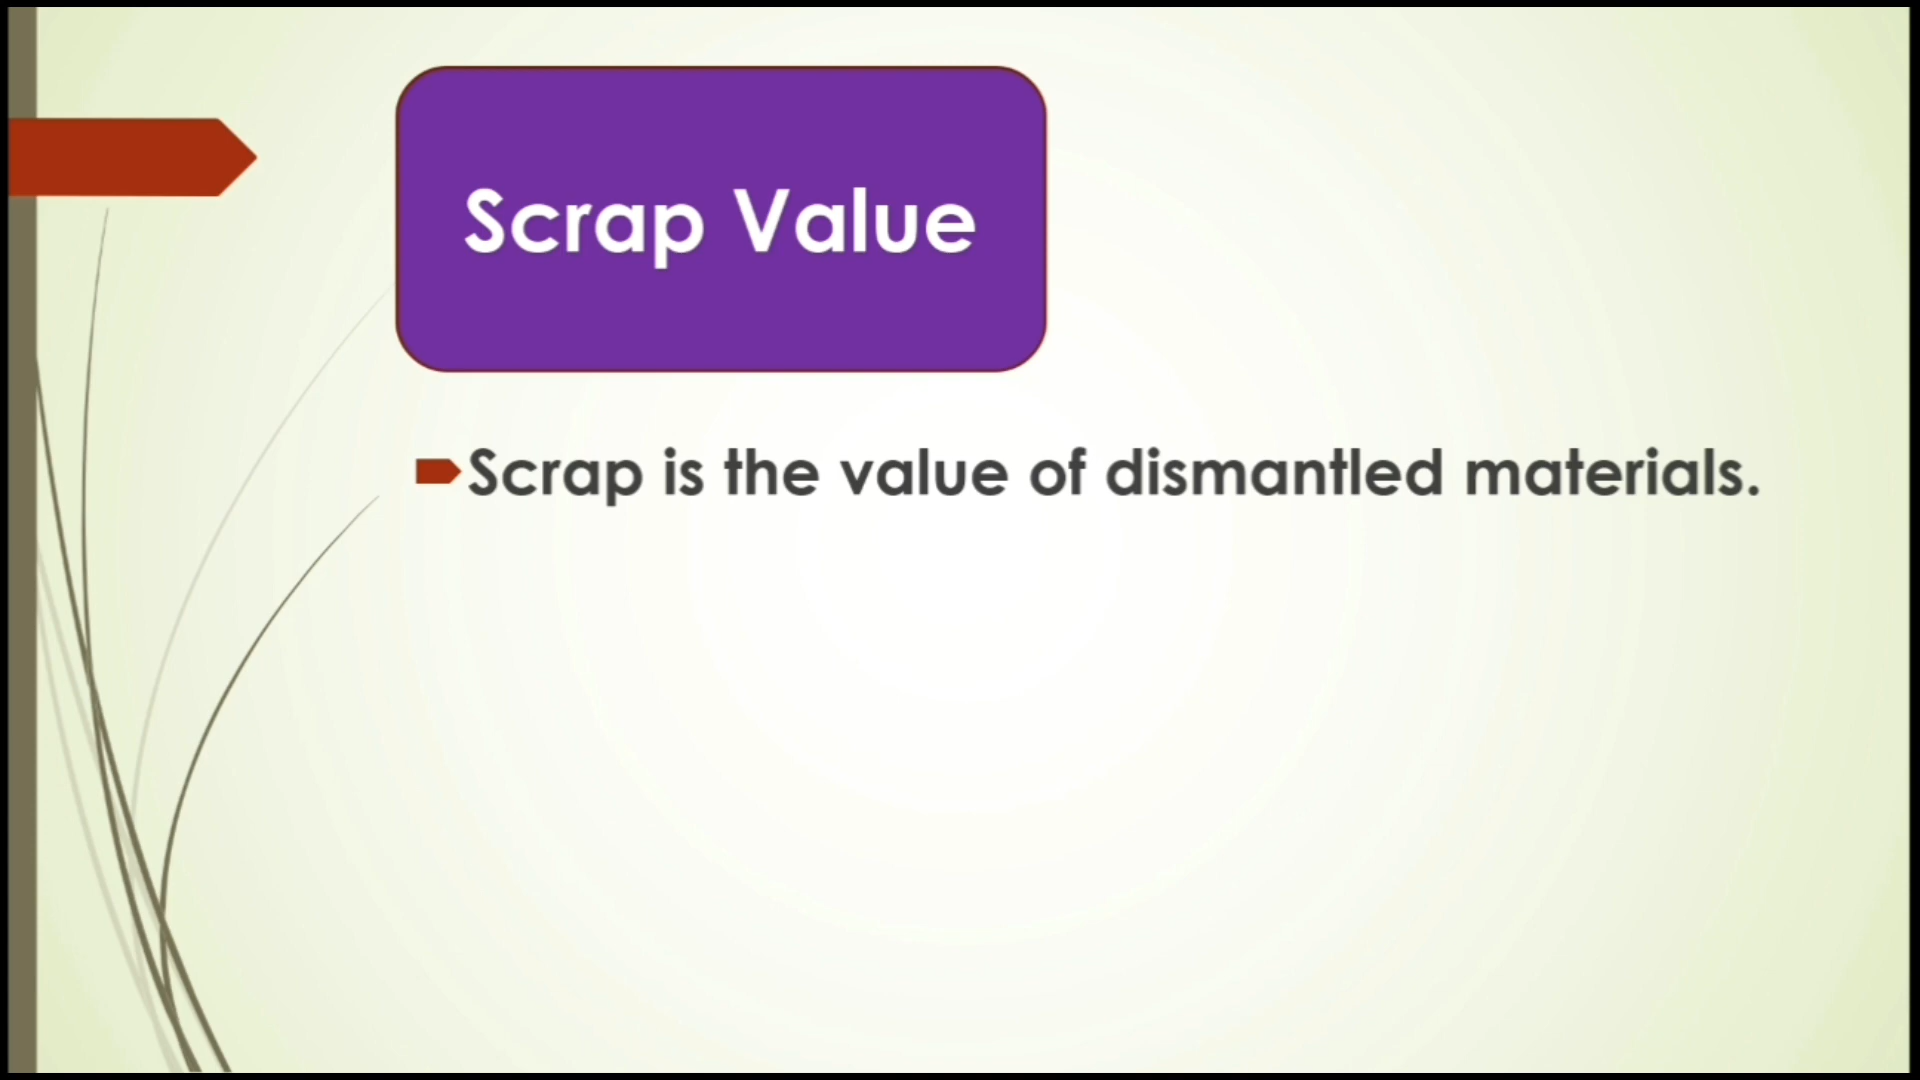 Scrap Value
Scrap is the value of dismantled materials.